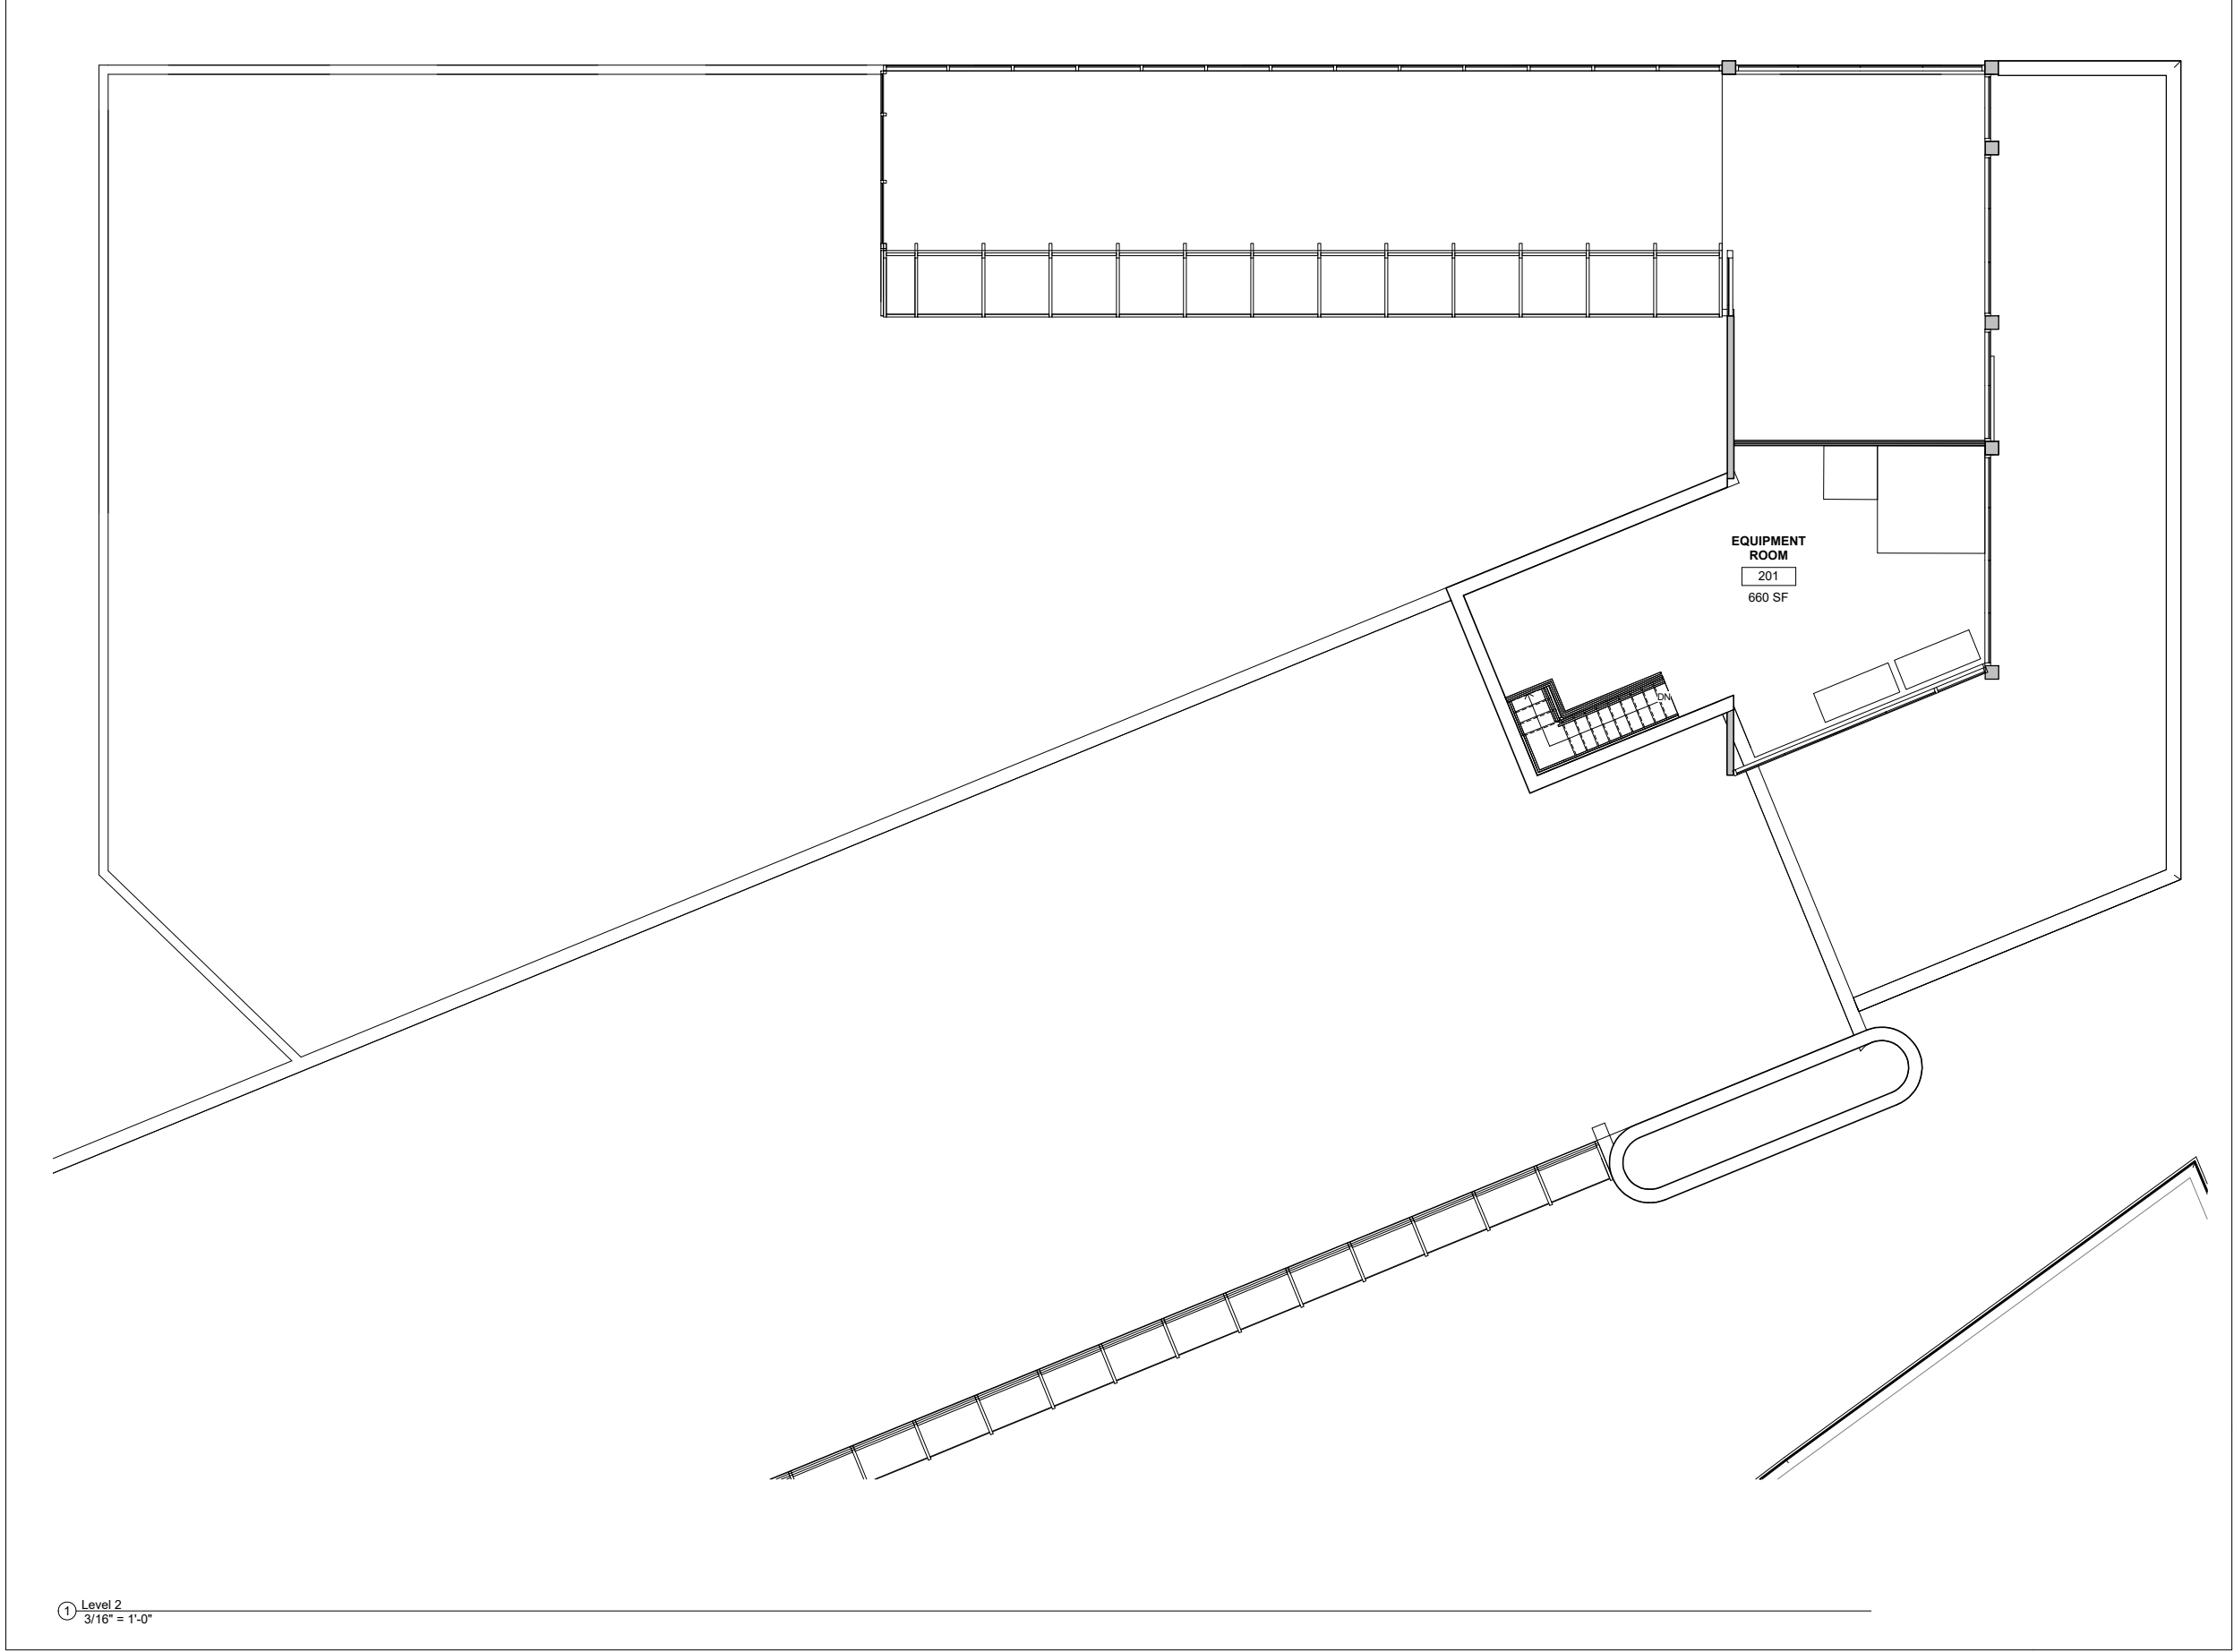 EQUIPMENT
ROOM
201
660 SF
DN
1
Level 2
3/16" = 1'-0"